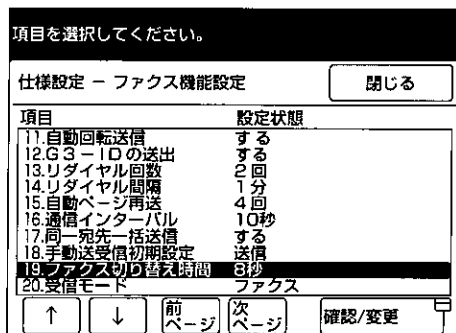 項目を選択してください。
仕様設定 － ファクス機能設定 閉じる
項目 設定状態
11.自動回転送信 する
12.G3－IDの送出 する
13.リダイヤル回数 2回
14.リダイヤル間隔 1分
15.自動ページ再送 4回
16.通信インターバル 10秒
17.同一宛先一括送信 する
18.手動送受信初期設定 送信
19.ファクス切り替え時間 8秒
20.受信モード ファクス
↑ ↓ 前ページ 次ページ 確認/変更